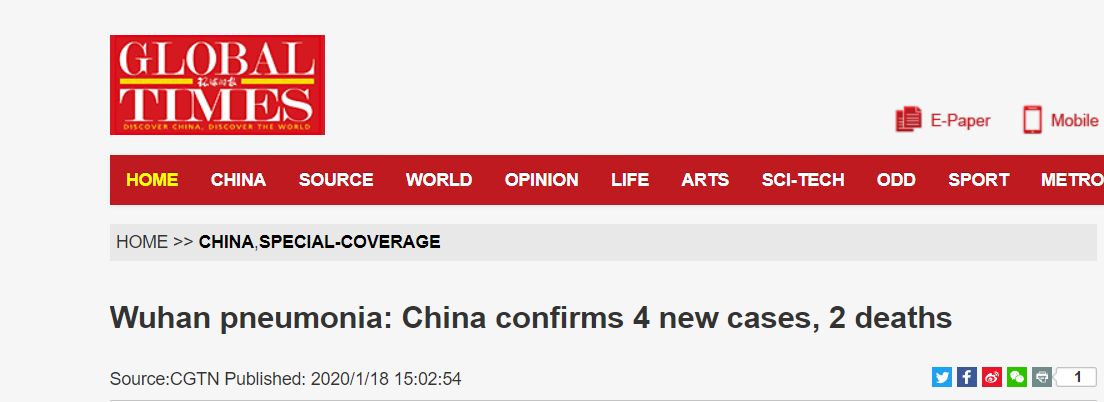 GLOBAL
环球时报
TIMES
DISCOVER CHINA, DISCOVER THE WORLD
E-Paper
Mobile
HOME CHINA SOURCE WORLD OPINION LIFE ARTS SCI-TECH ODD SPORT METRO
HOME >> CHINA,SPECIAL-COVERAGE
Wuhan pneumonia: China confirms 4 new cases, 2 deaths
Source:CGTN Published: 2020/1/18 15:02:54
1